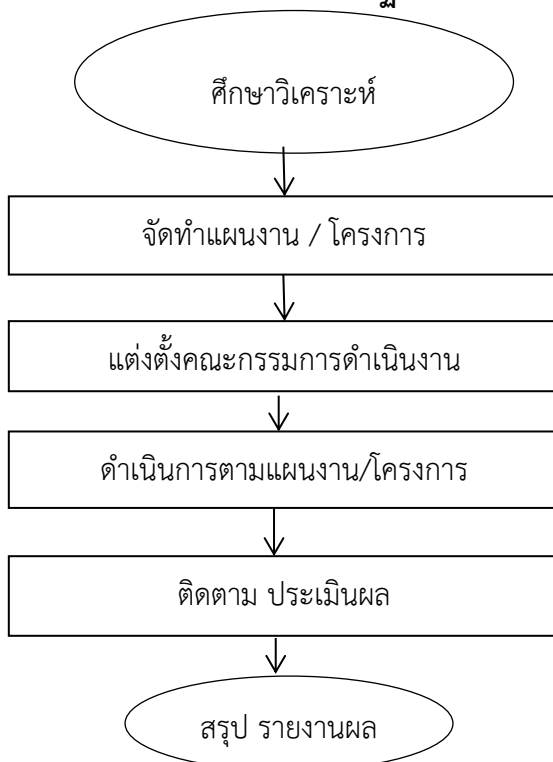 ศึกษาวิเคราะห์
จัดทำแผนงาน / โครงการ
แต่งตั้งคณะกรรมการดำเนินงาน
ดำเนินการตามแผนงาน/โครงการ
ติดตาม ประเมินผล
สรุป รายงานผล